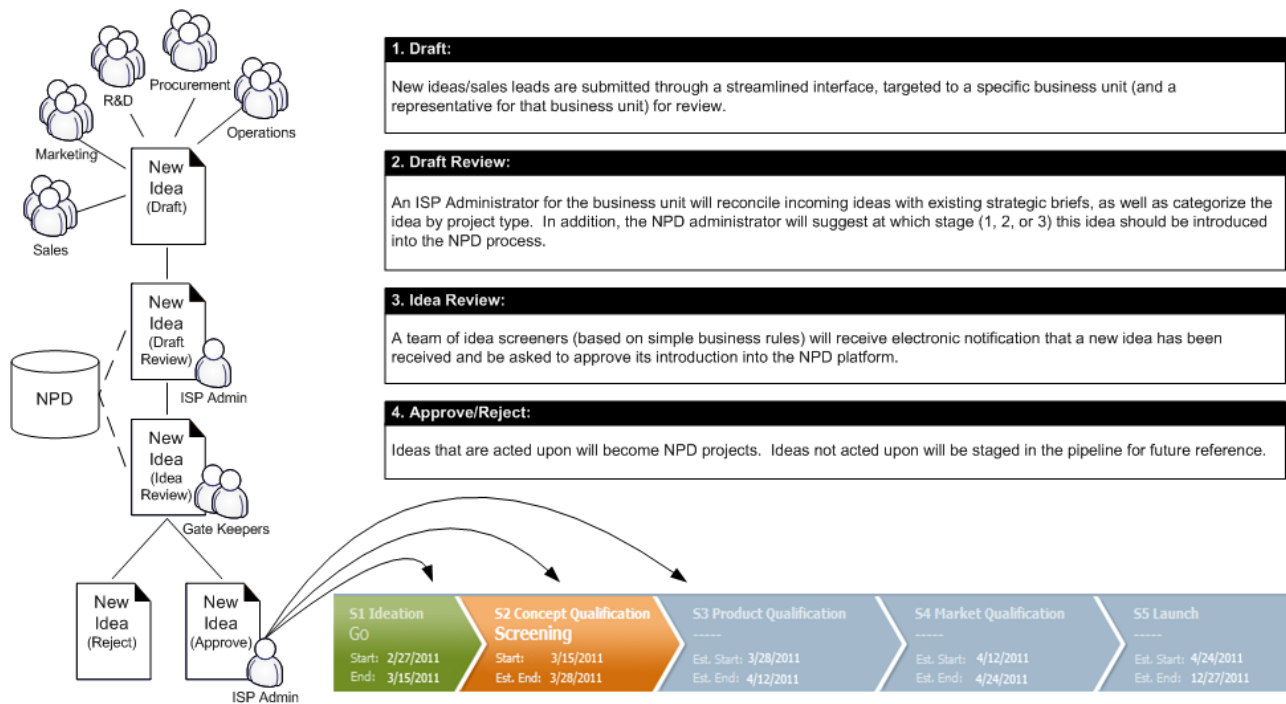 R&D
Procurement
Marketing
Operations
Sales
New
Idea
(Draft)
New
Idea
(Draft
Review)
ISP Admin
NPD
New
Idea
(Idea
Review)
Gate Keepers
New
Idea
(Reject)
New
Idea
(Approve)
ISP Admin
1. Draft:
New ideas/sales leads are submitted through a streamlined interface, targeted to a specific business unit (and a
representative for that business unit) for review.
2. Draft Review:
An ISP Administrator for the business unit will reconcile incoming ideas with existing strategic briefs, as well as categorize the
idea by project type. In addition, the NPD administrator will suggest at which stage (1, 2, or 3) this idea should be introduced
into the NPD process.
3. Idea Review:
A team of idea screeners (based on simple business rules) will receive electronic notification that a new idea has been
received and be asked to approve its introduction into the NPD platform.
4. Approve/Reject:
Ideas that are acted upon will become NPD projects. Ideas not acted upon will be staged in the pipeline for future reference.
S1 Ideation
Go
Start: 2/27/2011
End: 3/15/2011
S2 Concept Qualification
Screening
Start: 3/15/2011
Est. End: 3/28/2011
S3 Product Qualification
-----
Est. Start: 3/28/2011
Est. End: 4/12/2011
S4 Market Qualification
-----
Est. Start: 4/12/2011
Est. End: 4/24/2011
S5 Launch
-----
Est. Start: 4/24/2011
Est. End: 12/27/2011